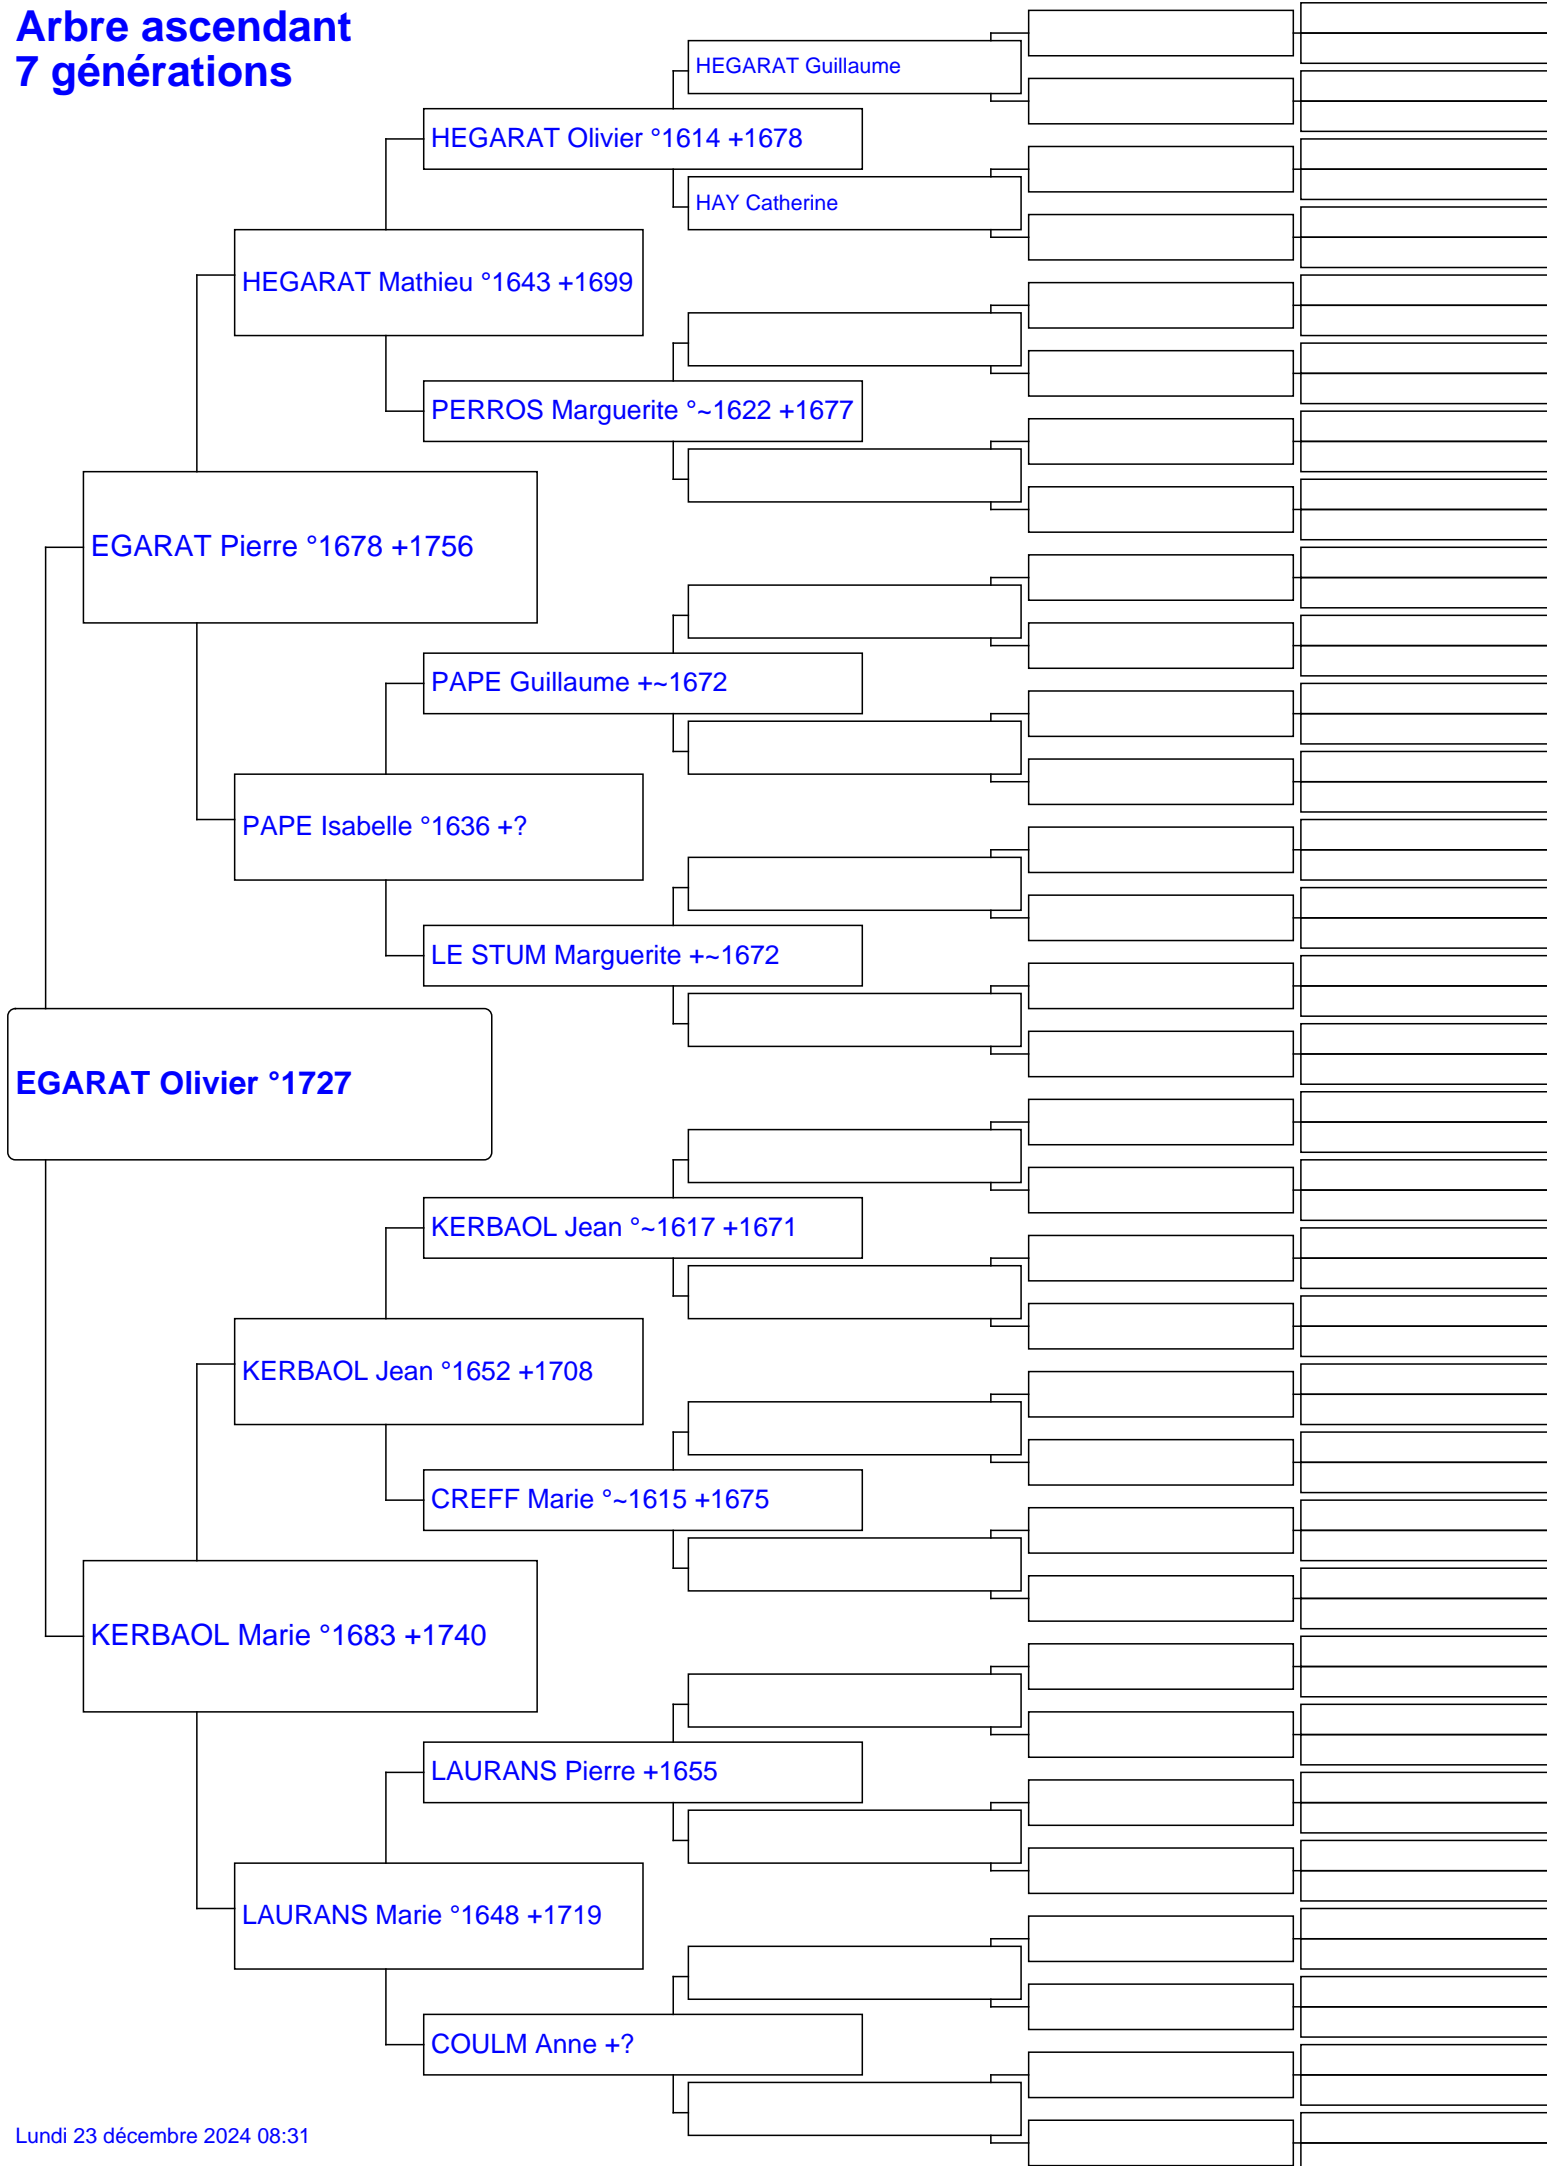 Arbre ascendant
7 générations
HEGARAT Guillaume
HEGARAT Olivier °1614 +1678
HAY Catherine
HEGARAT Mathieu °1643 +1699
PERROS Marguerite °~1622 +1677
EGARAT Pierre °1678 +1756
PAPE Guillaume +~1672
PAPE Isabelle °1636 +?
LE STUM Marguerite +~1672
EGARAT Olivier °1727
KERBAOL Jean °~1617 +1671
KERBAOL Jean °1652 +1708
CREFF Marie °~1615 +1675
KERBAOL Marie °1683 +1740
LAURANS Pierre +1655
LAURANS Marie °1648 +1719
COULM Anne +?
Lundi 23 décembre 2024 08:31